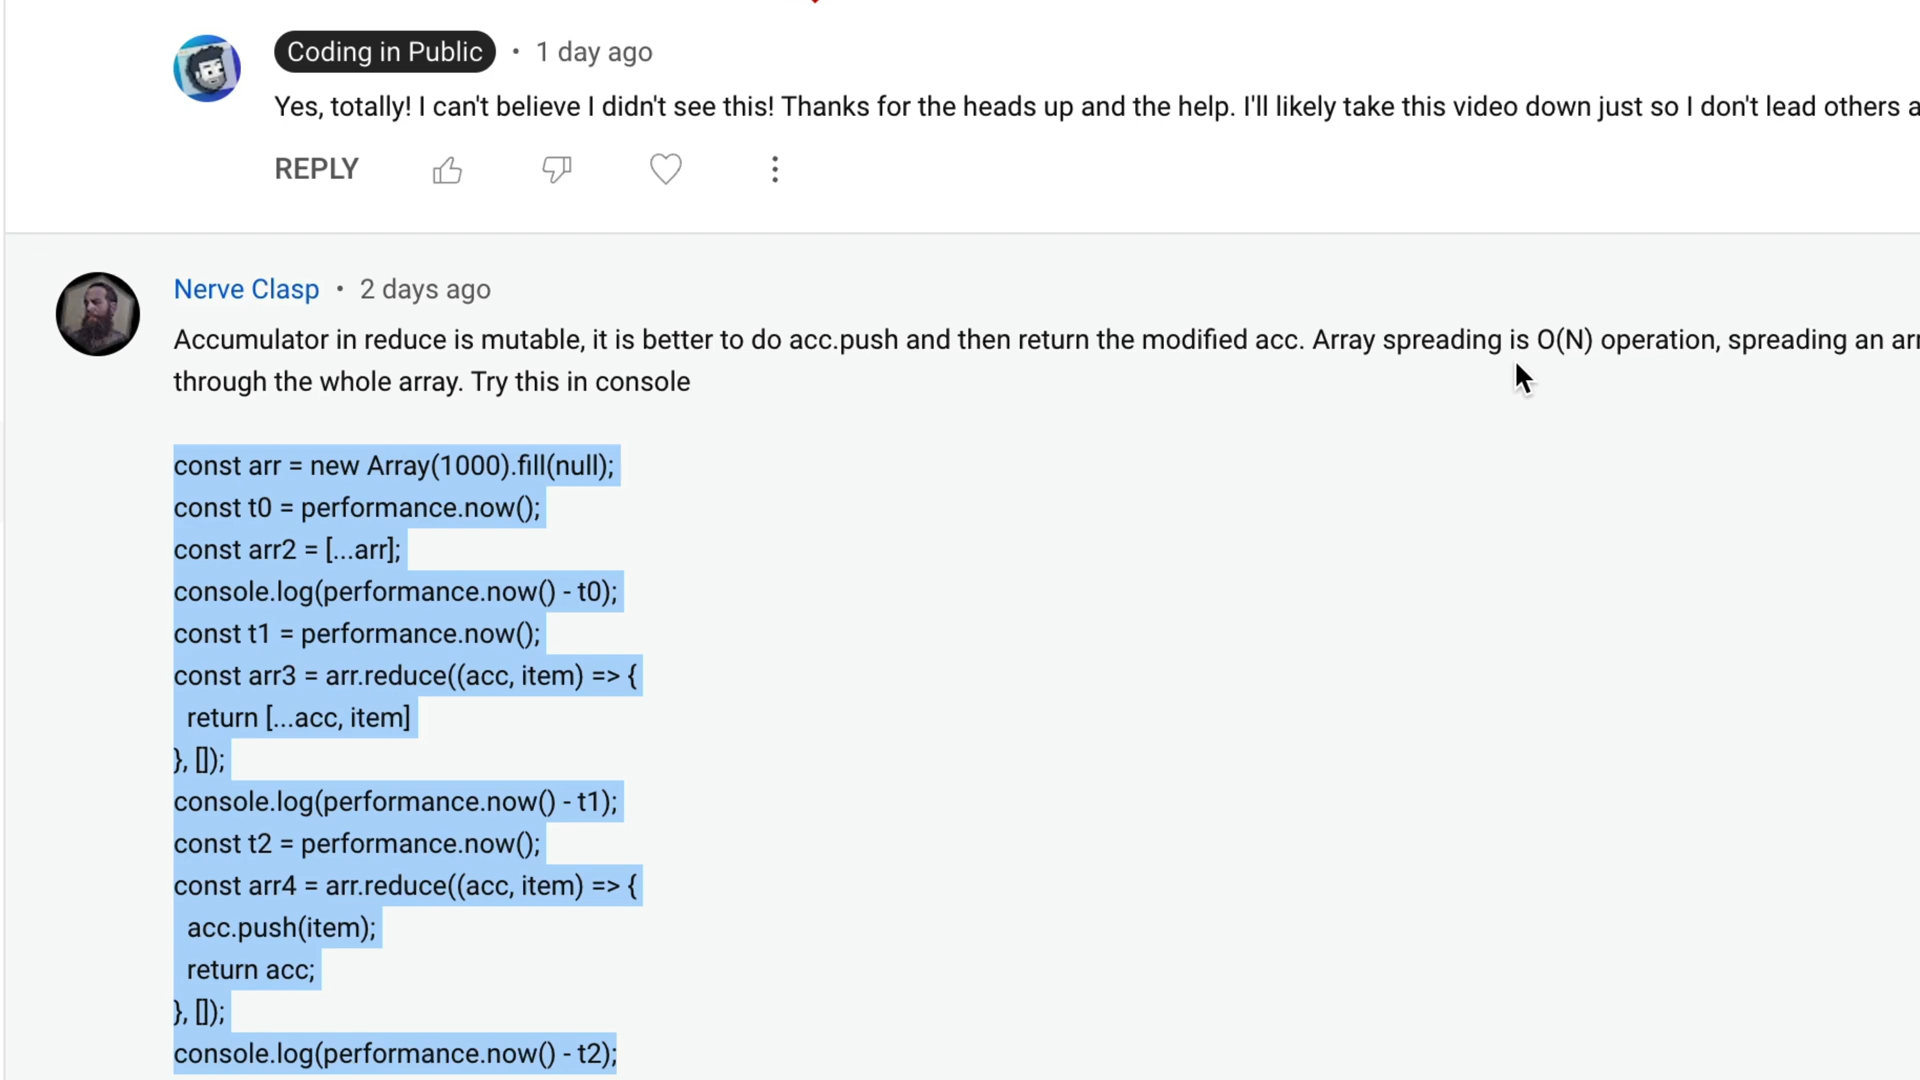 Coding in Public • 1 day ago
Yes, totally! I can't believe I didn't see this! Thanks for the heads up and the help. I'll likely take this video down just so I don't lead others a
REPLY
Nerve Clasp • 2 days ago
Accumulator in reduce is mutable, it is better to do acc.push and then return the modified acc. Array spreading is O(N) operation, spreading an arr
through the whole array. Try this in console
const arr = new Array(1000).fill(null);
const t0 = performance.now();
const arr2 = [...arr];
console.log(performance.now() - t0);
const t1 = performance.now();
const arr3 = arr.reduce((acc, item) => {
return [...acc, item]
}, []);
console.log(performance.now() - t1);
const t2 = performance.now();
const arr4 = arr.reduce((acc, item) => {
acc.push(item);
return acc;
}, []);
console.log(performance.now() - t2);